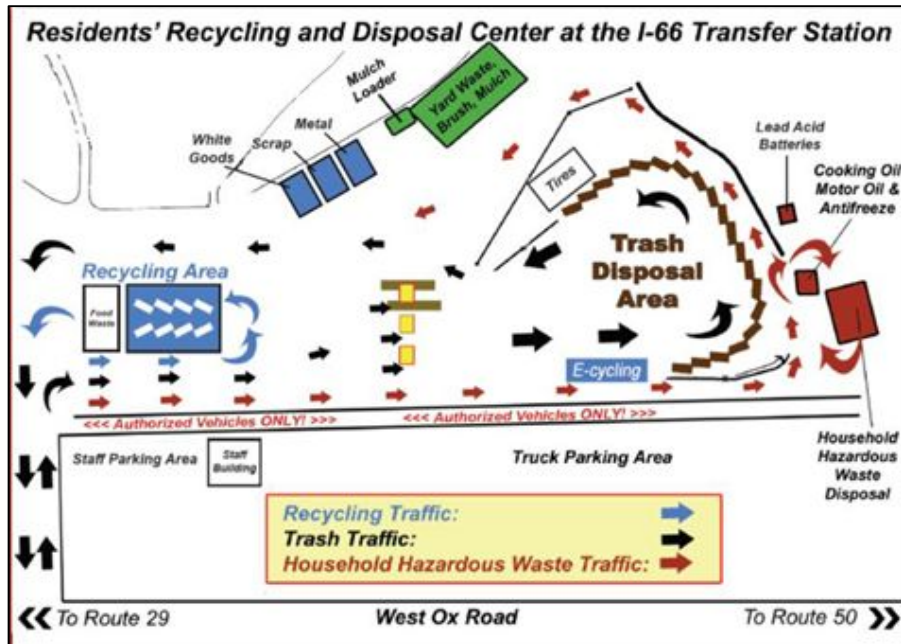 Residents' Recycling and Disposal Center at the I-66 Transfer Station
Mulch
Loader
Yard Waste,
Brush, Mulch
Metal
White
Goods
Scrap
Tires
Lead Acid
Batteries
Cooking Oil
Motor Oil &
Antifreeze
Recycling Area
Trash
Disposal
Area
Food
Waste
E-cycling
<<< Authorized Vehicles ONLY! >>>
<<< Authorized Vehicles ONLY! >>>
Staff Parking Area
Staff
Building
Truck Parking Area
Household
Hazardous
Waste
Disposal
Recycling Traffic:
Trash Traffic:
Household Hazardous Waste Traffic:
To Route 29
West Ox Road
To Route 50